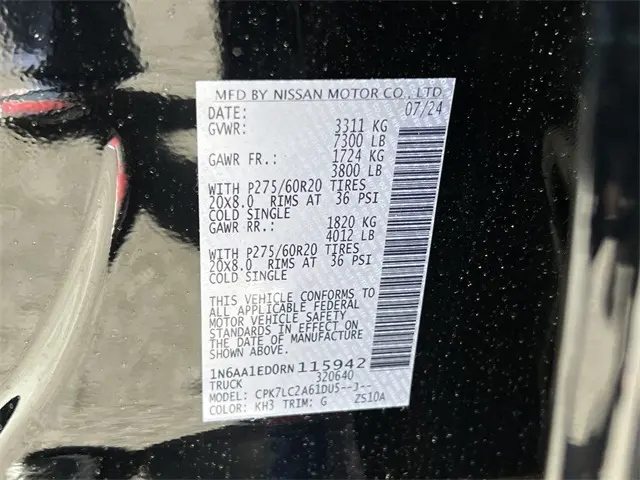 MFD BY NISSAN MOTOR CO., LTD.
DATE: 07/24
GVWR: 3311 KG
7300 LB
GAWR FR.: 1724 KG
3800 LB
WITH P275/60R20 TIRES
20X8.0 RIMS AT 36 PSI
COLD SINGLE
GAWR RR.: 1820 KG
4012 LB
WITH P275/60R20 TIRES
20X8.0 RIMS AT 36 PSI
COLD SINGLE
THIS VEHICLE CONFORMS TO
ALL APPLICABLE FEDERAL
MOTOR VEHICLE SAFETY
STANDARDS IN EFFECT ON
THE DATE OF MANUFACTURE
SHOWN ABOVE.
1N6AA1ED0RN115942
TRUCK 320640
MODEL: CPK7LC2A61DU5--J--
COLOR: KH3 TRIM: G ZS10A